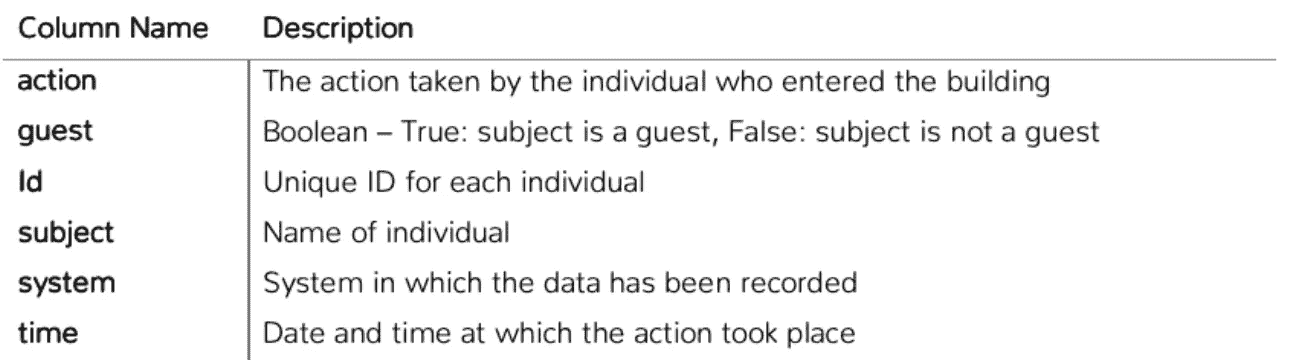 Column Name Description
action The action taken by the individual who entered the building
guest Boolean – True: subject is a guest, False: subject is not a guest
Id Unique ID for each individual
subject Name of individual
system System in which the data has been recorded
time Date and time at which the action took place